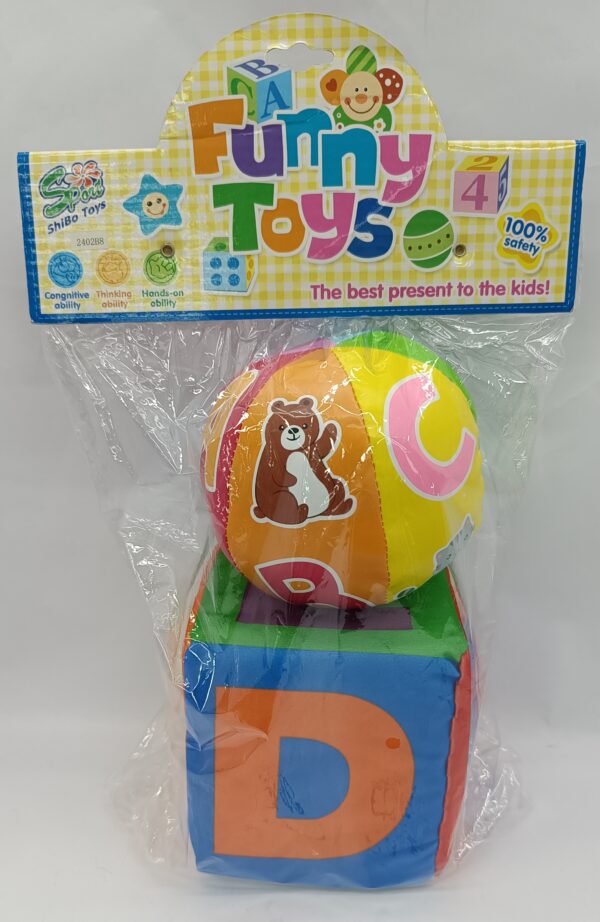 B
C A
Funny
Toys
Spou
ShiBo Toys
2402B8
2
4 5
100%
safety
Congnitive
ability
Thinking
ability
Hands-on
ability
The best present to the kids!
C
B
D